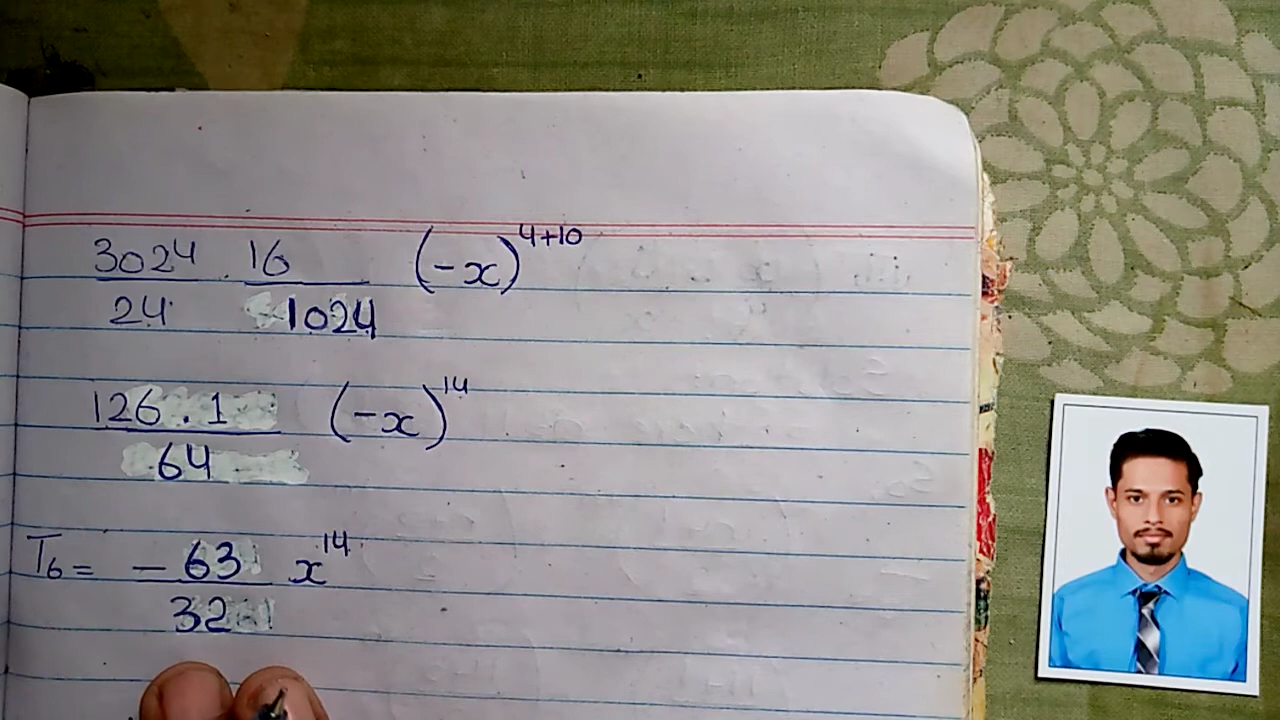 3024 . 16 (-x)^4+10
24 1024
126 . 1 (-x)^14
64
T6 = -63 x^14
32